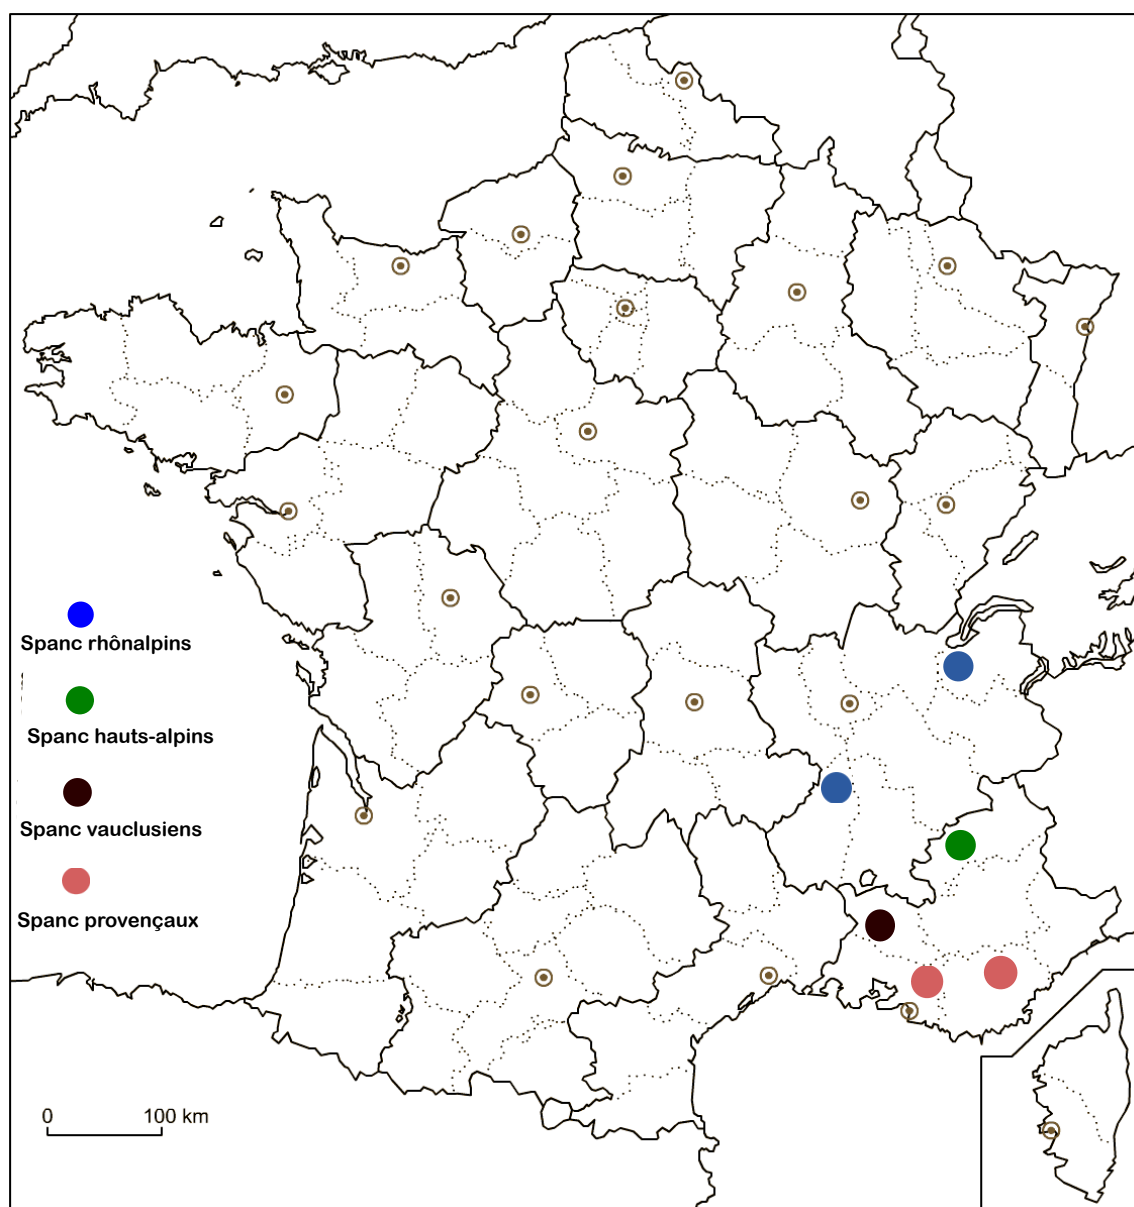 Spanc rhônalpins
Spanc hauts-alpins
Spanc vauclusiens
Spanc provençaux
0 100 km